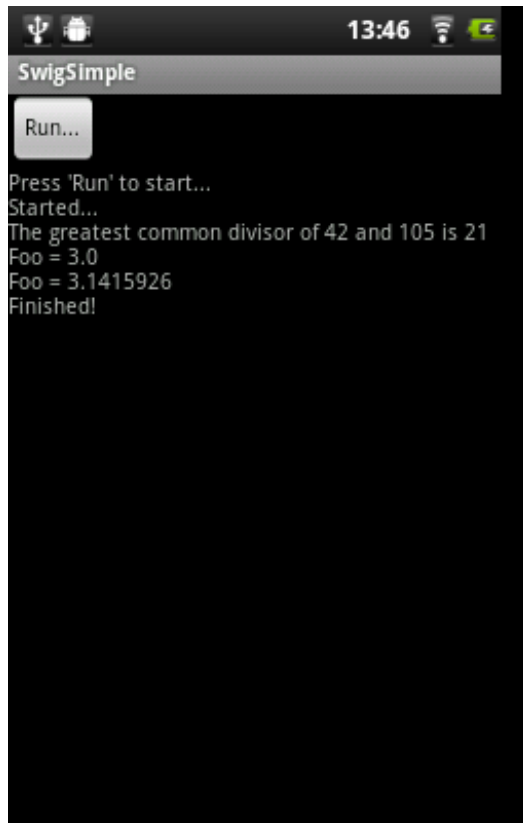 13:46
SwigSimple
Run...
Press 'Run' to start...
Started...
The greatest common divisor of 42 and 105 is 21
Foo = 3.0
Foo = 3.1415926
Finished!